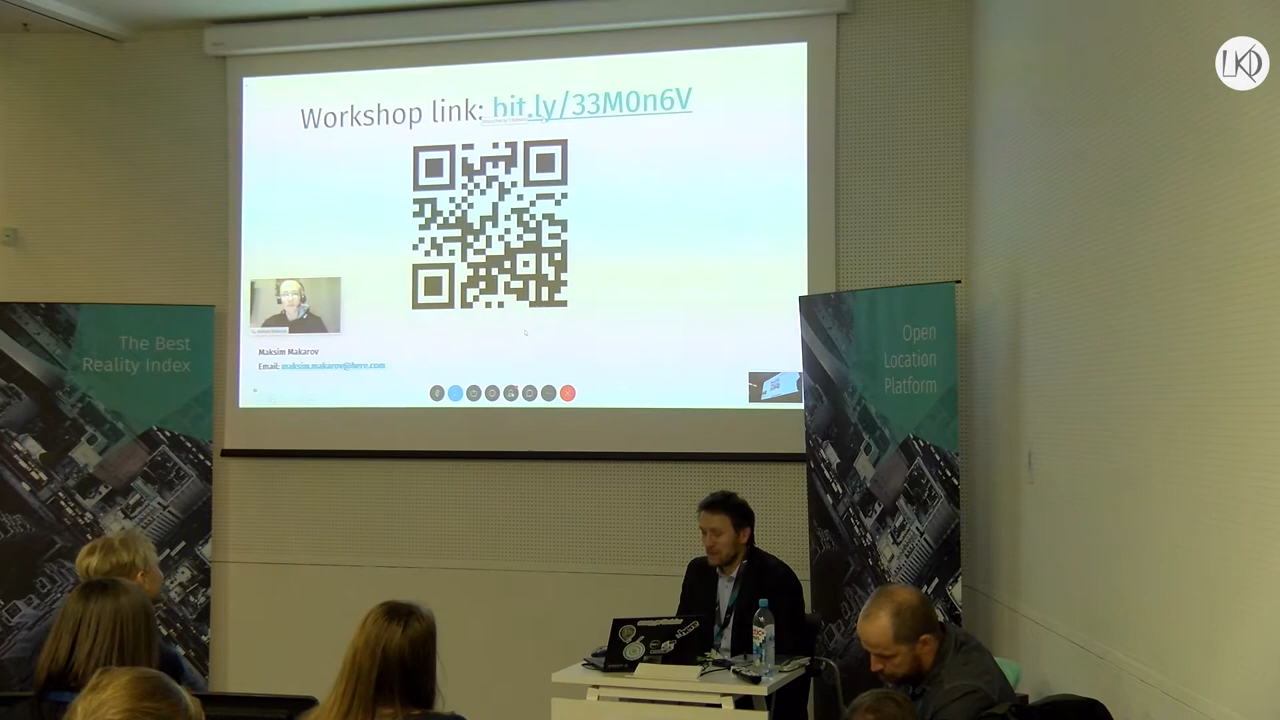 LKD
Workshop link: bit.ly/33M0n6V
Maksim Makarov
Email: maksim.makarov@here.com
The Best
Reality Index
Open
Location
Platform
here